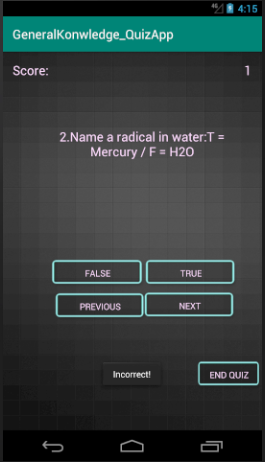 4G 4:15
GeneralKonwledge_QuizApp
Score: 1
2.Name a radical in water:T =
Mercury / F = H2O
FALSE TRUE
PREVIOUS NEXT
Incorrect! END QUIZ